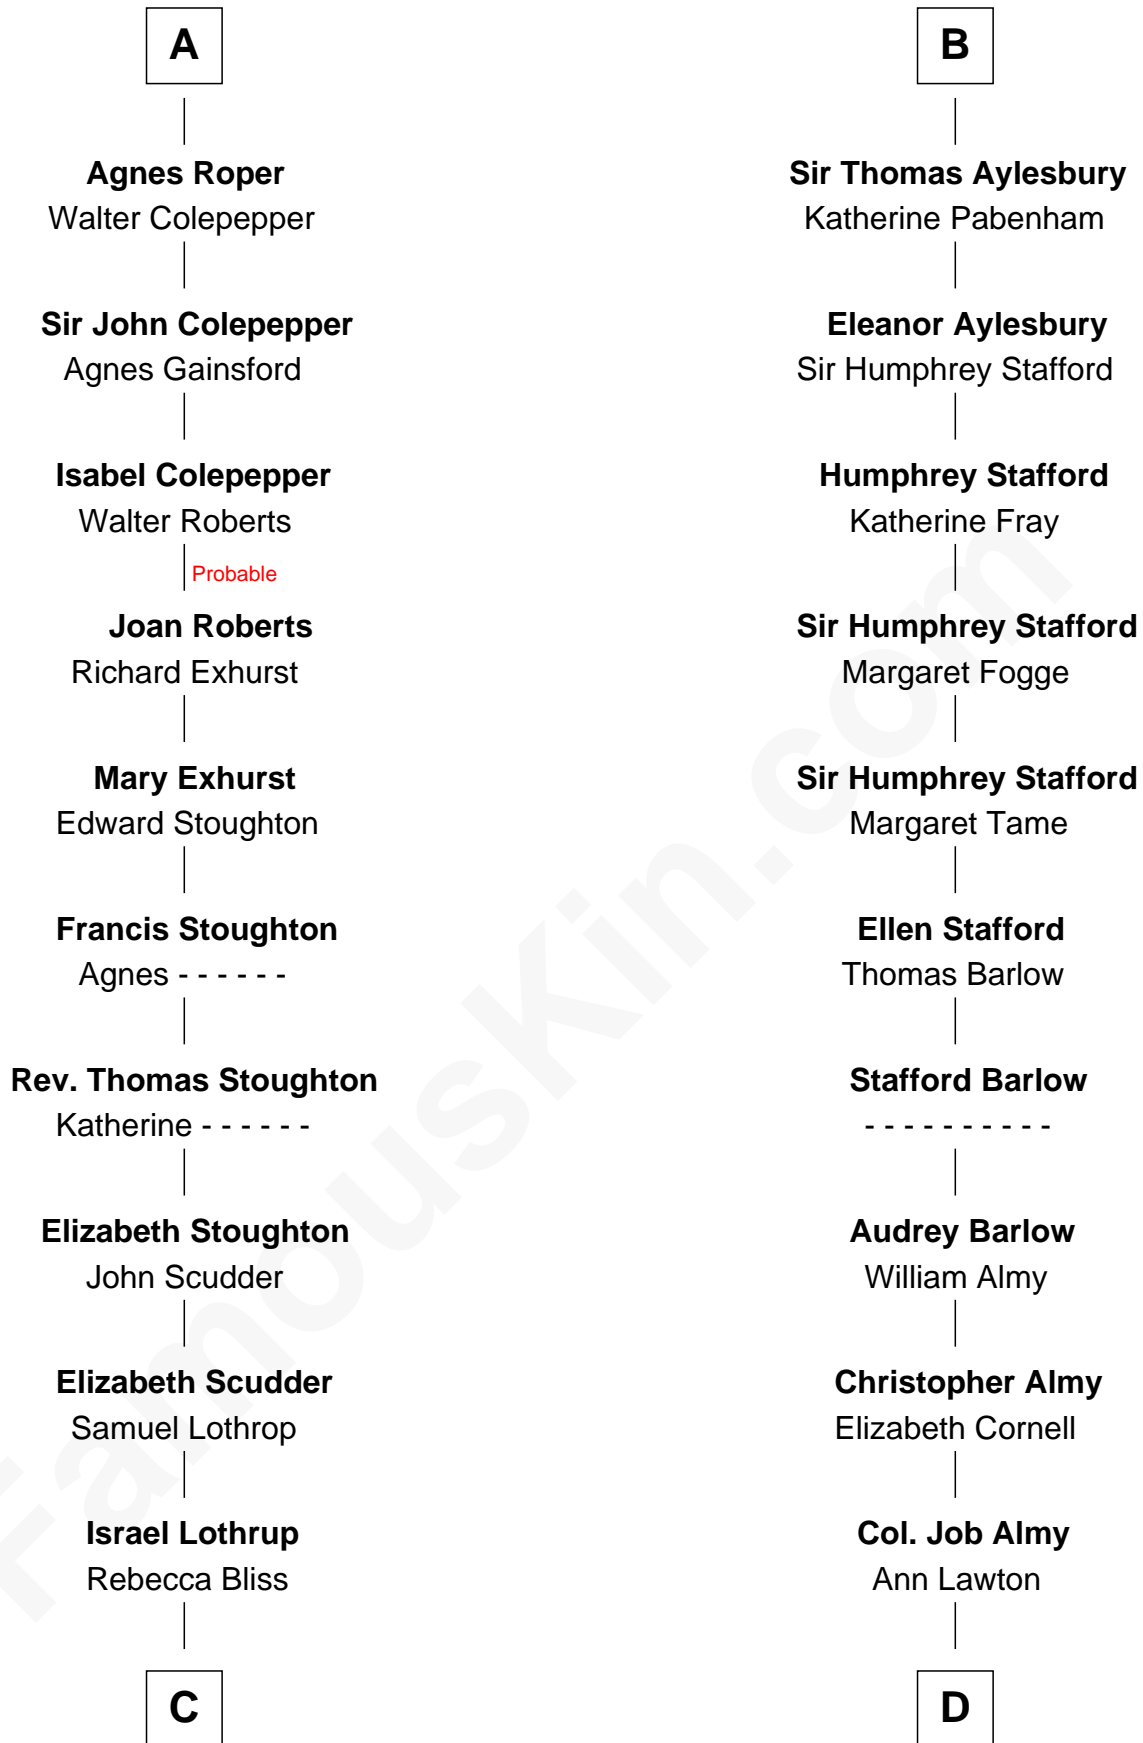 A
Agnes Roper
Walter Colepepper
Sir John Colepepper
Agnes Gainsford
Isabel Colepepper
Walter Roberts
Probable
Joan Roberts
Richard Exhurst
Mary Exhurst
Edward Stoughton
Francis Stoughton
Agnes - - - - - -
Rev. Thomas Stoughton
Katherine - - - - - -
Elizabeth Stoughton
John Scudder
Elizabeth Scudder
Samuel Lothrop
Israel Lothrup
Rebecca Bliss
C
B
Sir Thomas Aylesbury
Katherine Pabenham
Eleanor Aylesbury
Sir Humphrey Stafford
Humphrey Stafford
Katherine Fray
Sir Humphrey Stafford
Margaret Fogge
Sir Humphrey Stafford
Margaret Tame
Ellen Stafford
Thomas Barlow
Stafford Barlow
- - - - - - - - - -
Audrey Barlow
William Almy
Christopher Almy
Elizabeth Cornell
Col. Job Almy
Ann Lawton
D
FamousKin.com